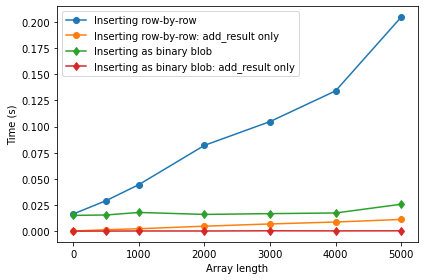 Inserting row-by-row
Inserting row-by-row: add_result only
Inserting as binary blob
Inserting as binary blob: add_result only
Time (s)
0.200
0.175
0.150
0.125
0.100
0.075
0.050
0.025
0.000
0 1000 2000 3000 4000 5000
Array length